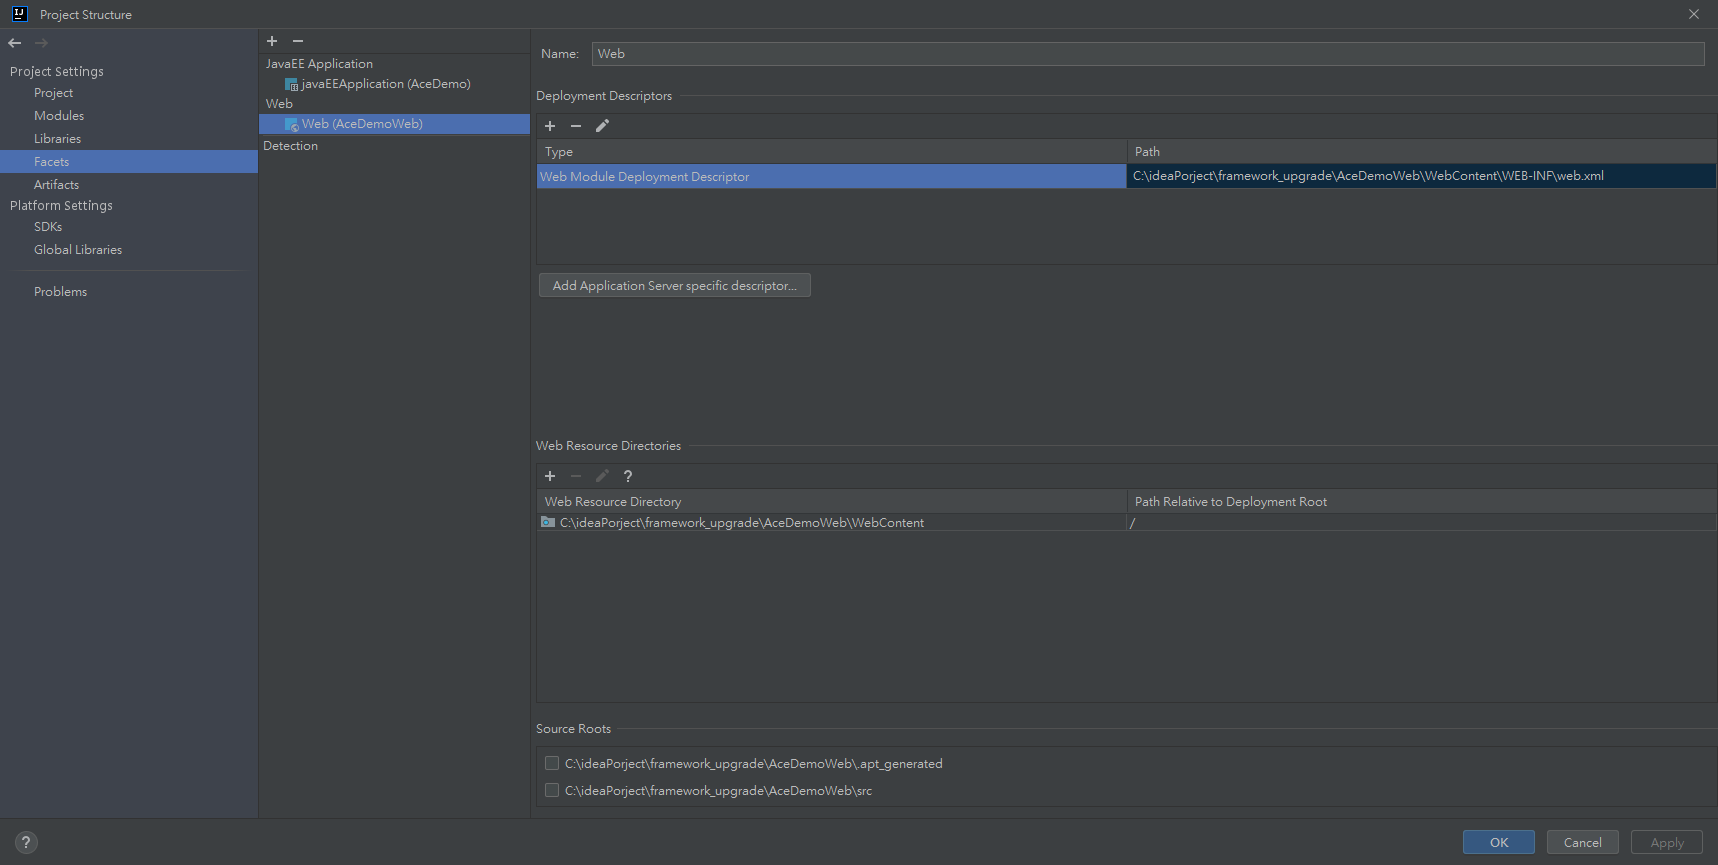 Project Structure
Project Settings
Project
Modules
Libraries
Facets
Artifacts
Platform Settings
SDKs
Global Libraries
Problems
JavaEE Application
javaEEApplication (AceDemo)
Web
Web (AceDemoWeb)
Detection
Name: Web
Deployment Descriptors
Type Path
Web Module Deployment Descriptor C:\ideaPorject\framework_upgrade\AceDemoWeb\WebContent\WEB-INF\web.xml
Add Application Server specific descriptor...
Web Resource Directories
?
Web Resource Directory Path Relative to Deployment Root
C:\ideaPorject\framework_upgrade\AceDemoWeb\WebContent /
Source Roots
C:\ideaPorject\framework_upgrade\AceDemoWeb\.apt_generated
C:\ideaPorject\framework_upgrade\AceDemoWeb\src
? OK Cancel Apply